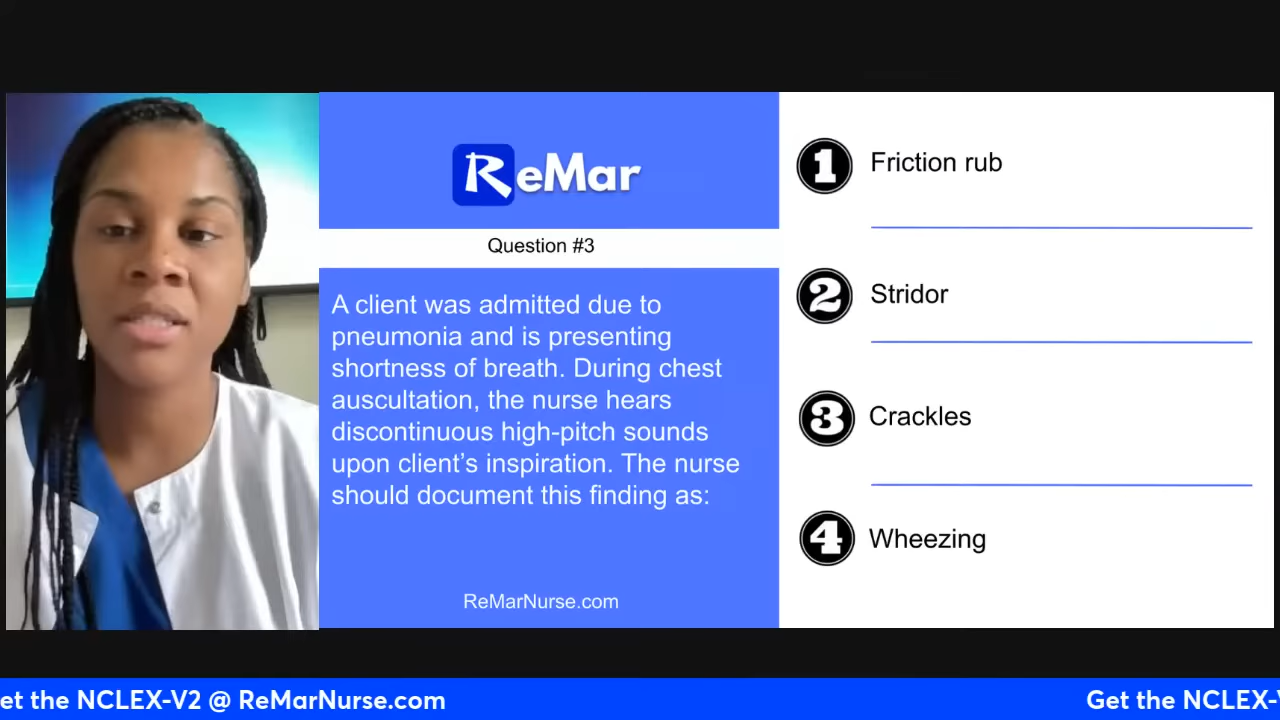 ReMar
Question #3
A client was admitted due to
pneumonia and is presenting
shortness of breath. During chest
auscultation, the nurse hears
discontinuous high-pitch sounds
upon client's inspiration. The nurse
should document this finding as:
ReMarNurse.com
1 Friction rub
2 Stridor
3 Crackles
4 Wheezing
et the NCLEX-V2 @ ReMarNurse.com
Get the NCLEX-V